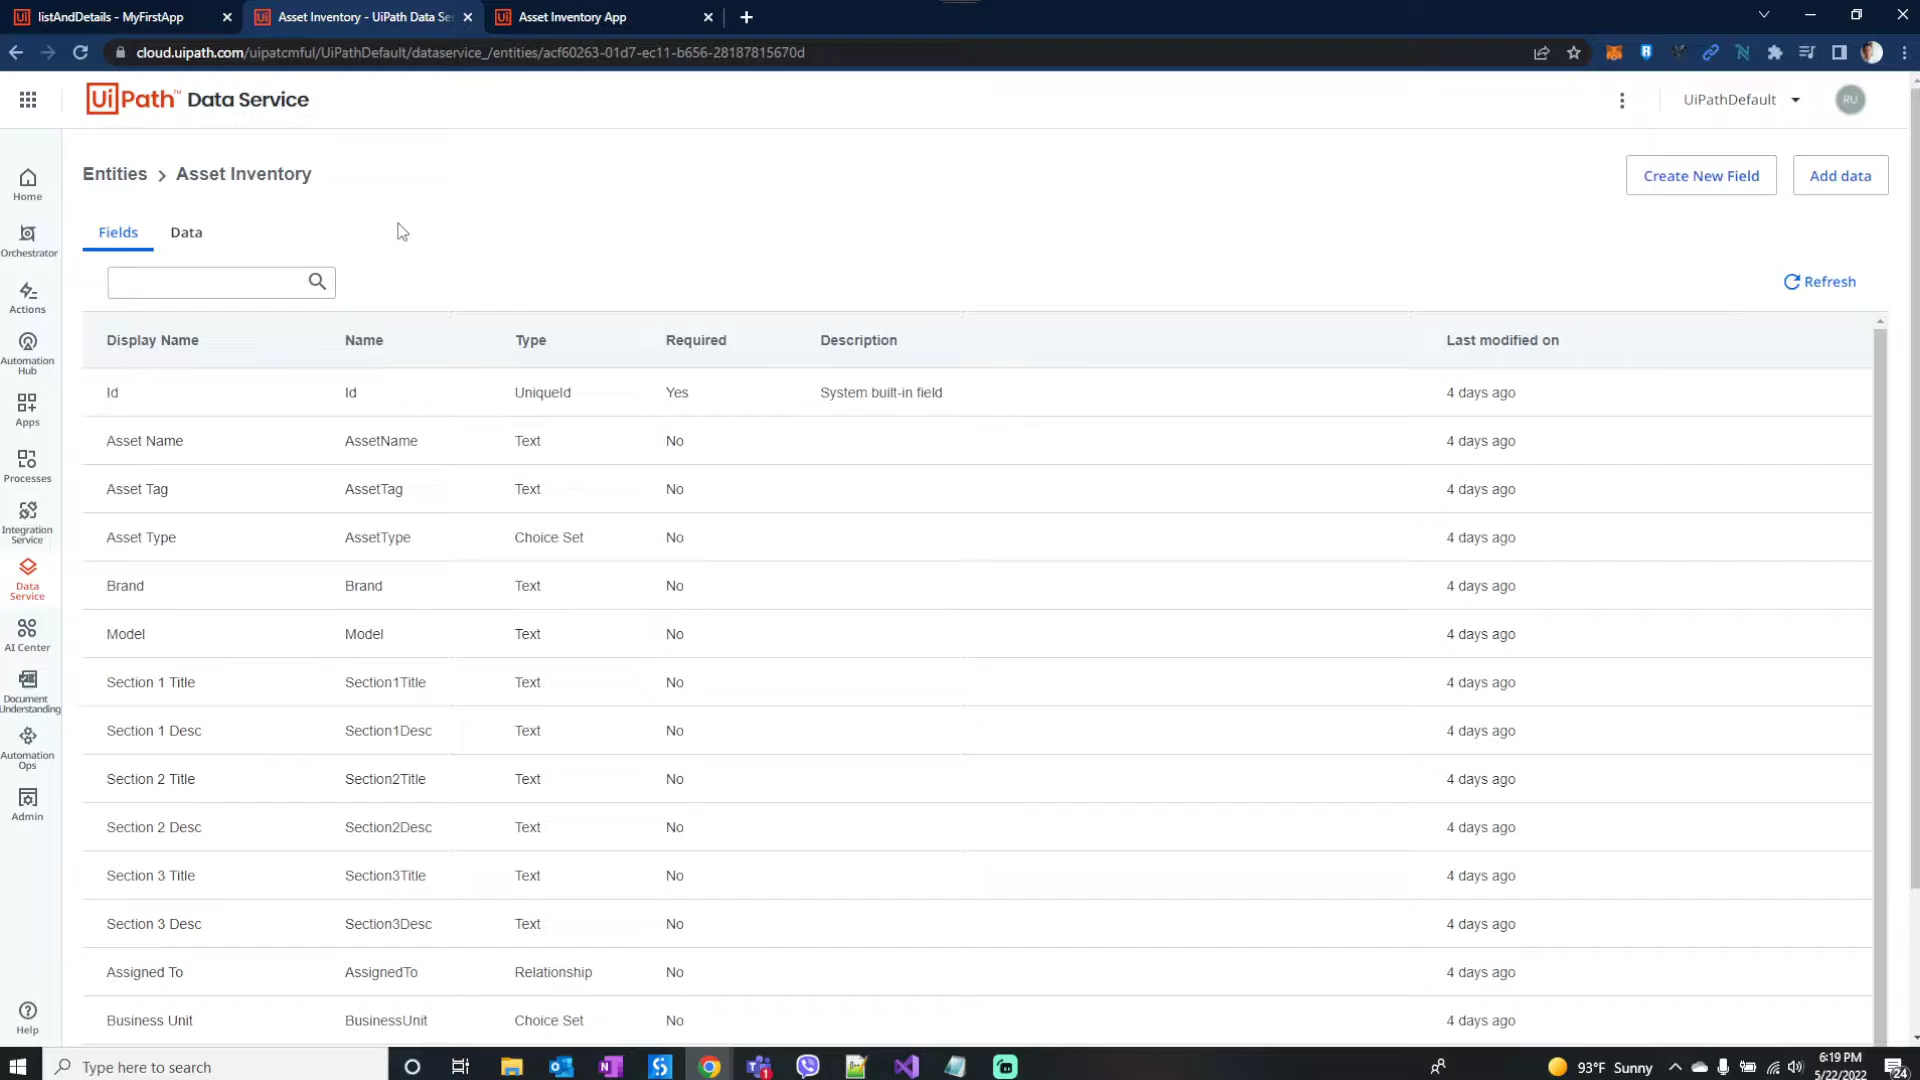 listAndDetails - MyFirstApp
Asset Inventory - UiPath Data Se
Asset Inventory App
cloud.uipath.com/uipatcmful/UiPathDefault/dataservice_/entities/acf60263-01d7-ec11-b656-28187815670d
UiPath™ Data Service
UiPathDefault
RU
Entities > Asset Inventory
Create New Field
Add data
Fields
Data
Refresh
Display Name Name Type Required Description Last modified on
Id Id UniqueId Yes System built-in field 4 days ago
Asset Name AssetName Text No 4 days ago
Asset Tag AssetTag Text No 4 days ago
Asset Type AssetType Choice Set No 4 days ago
Brand Brand Text No 4 days ago
Model Model Text No 4 days ago
Section 1 Title Section1Title Text No 4 days ago
Section 1 Desc Section1Desc Text No 4 days ago
Section 2 Title Section2Title Text No 4 days ago
Section 2 Desc Section2Desc Text No 4 days ago
Section 3 Title Section3Title Text No 4 days ago
Section 3 Desc Section3Desc Text No 4 days ago
Assigned To AssignedTo Relationship No 4 days ago
Business Unit BusinessUnit Choice Set No 4 days ago
Home
Orchestrator
Actions
Automation
Hub
Apps
Processes
Integration
Service
Data
Service
AI Center
Document
Understanding
Automation
Ops
Admin
Help
Type here to search
93°F Sunny
6:19 PM
5/22/2022
24